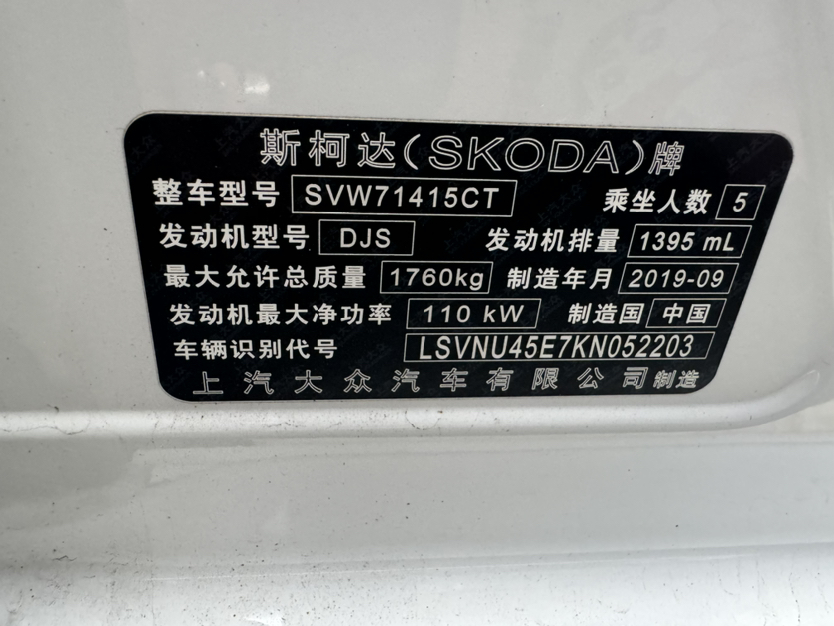 斯柯达(SKODA)牌
整车型号 SVW71415CT 乘坐人数 5
发动机型号 DJS 发动机排量 1395 mL
最大允许总质量 1760kg 制造年月 2019-09
发动机最大净功率 110 kW 制造国 中国
车辆识别代号 LSVNU45E7KN052203
上汽大众汽车有限公司制造